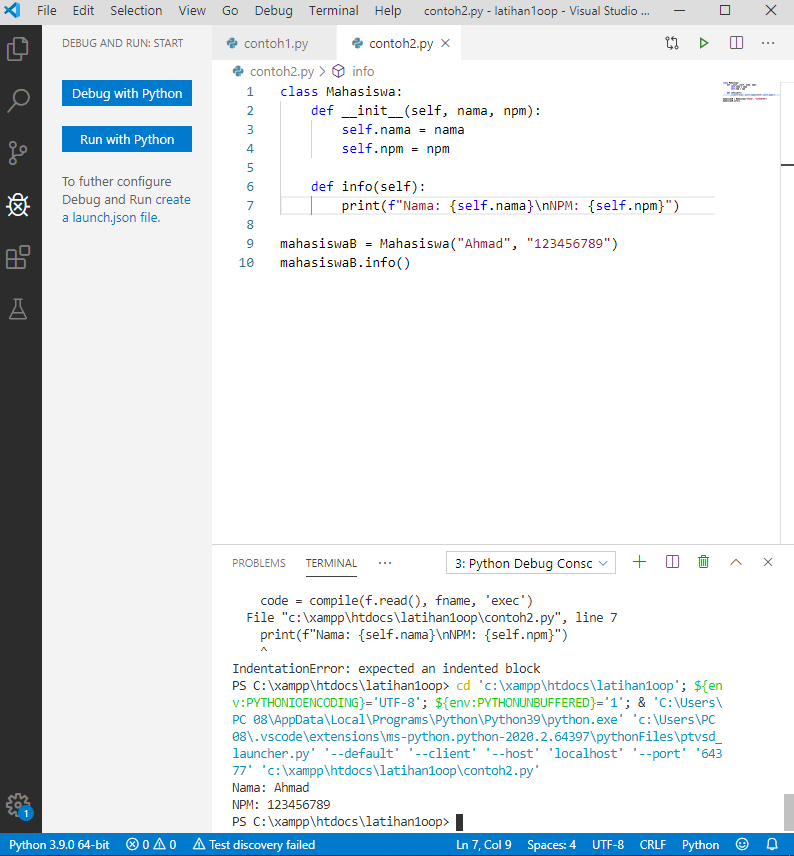 File Edit Selection View Go Debug Terminal Help contoh2.py - latihan1oop - Visual Studio ...
DEBUG AND RUN: START
contoh1.py contoh2.py
contoh2.py > info
Debug with Python
Run with Python
To futher configure
Debug and Run create
a launch.json file.
1 class Mahasiswa:
2 def __init__(self, nama, npm):
3 self.nama = nama
4 self.npm = npm
5
6 def info(self):
7 print(f"Nama: {self.nama}\nNPM: {self.npm}")
8
9 mahasiswaB = Mahasiswa("Ahmad", "123456789")
10 mahasiswaB.info()
PROBLEMS TERMINAL ... 3: Python Debug Consc
code = compile(f.read(), fname, 'exec')
File "c:\xampp\htdocs\latihan1oop\contoh2.py", line 7
print(f"Nama: {self.nama}\nNPM: {self.npm}")
^
IndentationError: expected an indented block
PS C:\xampp\htdocs\latihan1oop> cd 'c:\xampp\htdocs\latihan1oop'; ${en
v:PYTHONIOENCODING}='UTF-8'; ${env:PYTHONUNBUFFERED}='1'; & 'C:\Users\
PC 08\AppData\Local\Programs\Python\Python39\python.exe' 'c:\Users\PC
08\.vscode\extensions\ms-python.python-2020.2.64397\pythonFiles\ptvsd_
launcher.py' '--default' '--client' '--host' 'localhost' '--port' '643
77' 'c:\xampp\htdocs\latihan1oop\contoh2.py'
Nama: Ahmad
NPM: 123456789
PS C:\xampp\htdocs\latihan1oop>
1
Python 3.9.0 64-bit 0 0 Test discovery failed Ln 7, Col 9 Spaces: 4 UTF-8 CRLF Python